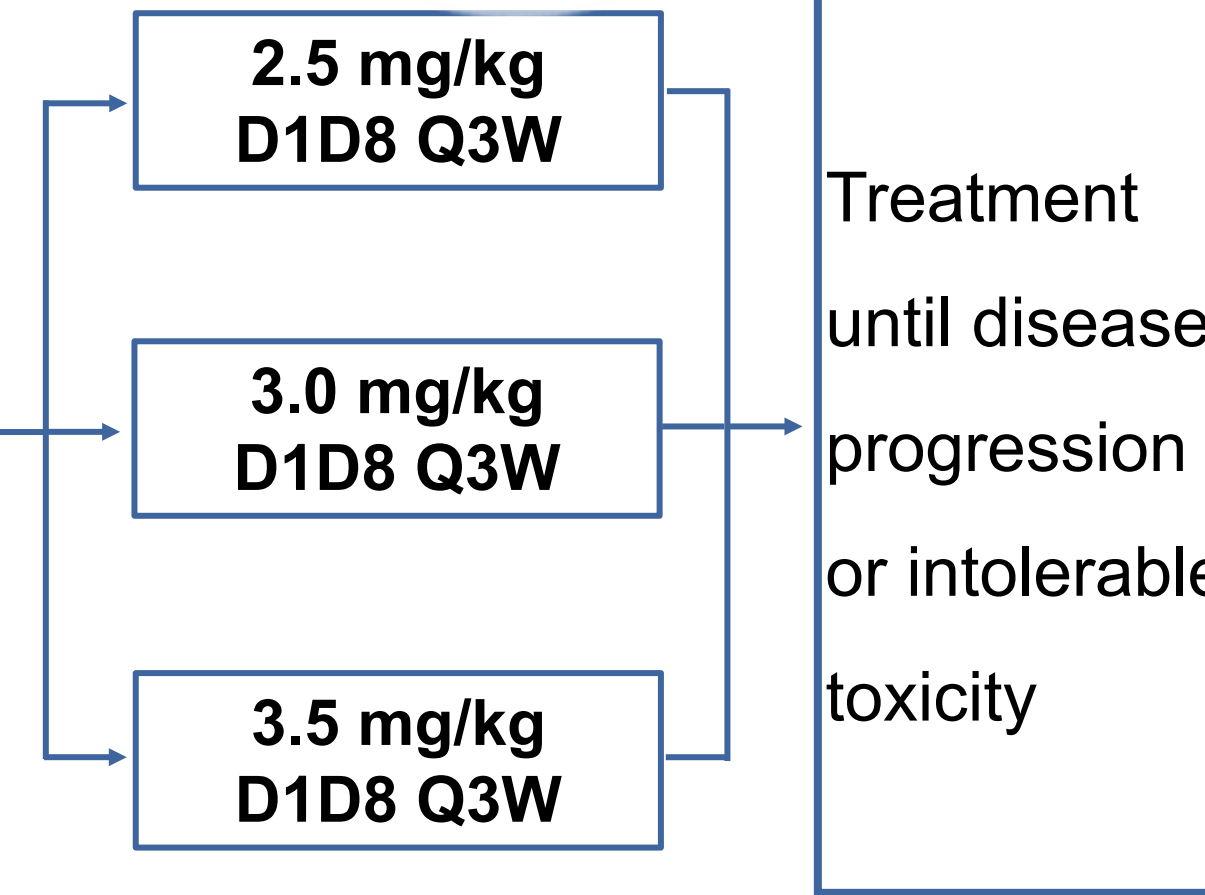 2.5 mg/kg
D1D8 Q3W
3.0 mg/kg
D1D8 Q3W
3.5 mg/kg
D1D8 Q3W
Treatment
until disease
progression
or intolerable
toxicity